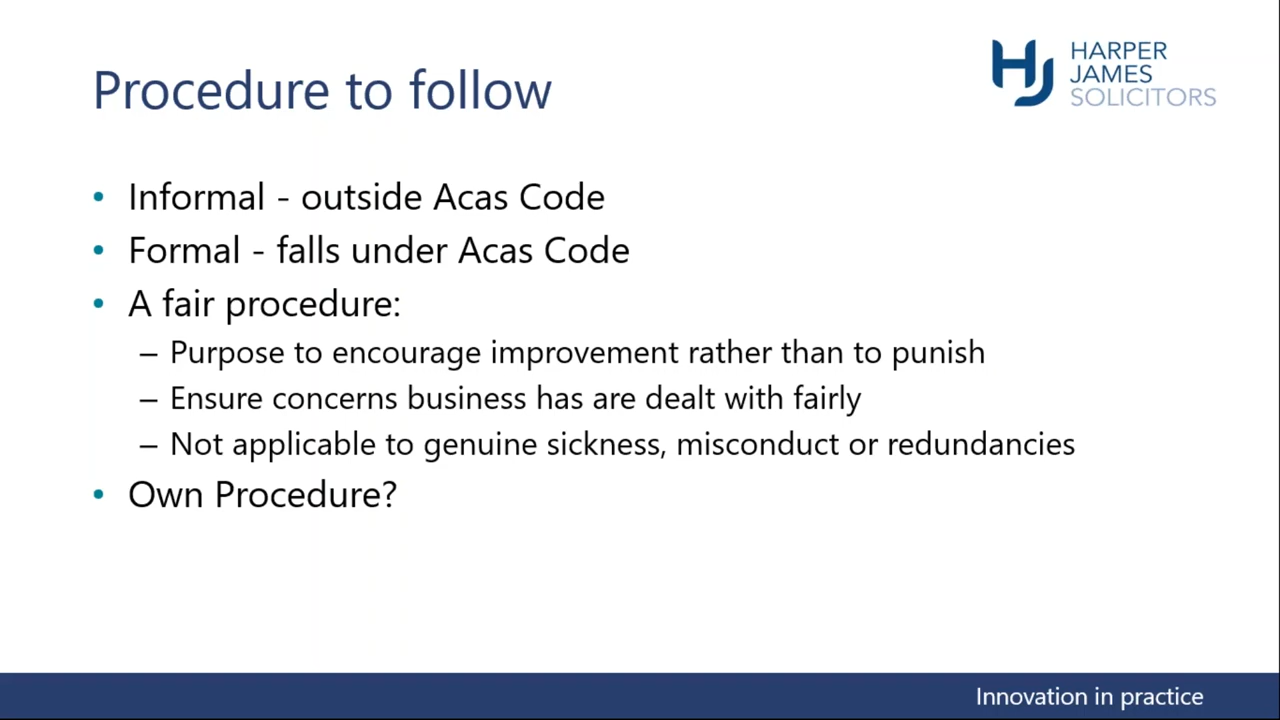 Procedure to follow
HARPER
JAMES
SOLICITORS
• Informal - outside Acas Code
• Formal - falls under Acas Code
• A fair procedure:
– Purpose to encourage improvement rather than to punish
– Ensure concerns business has are dealt with fairly
– Not applicable to genuine sickness, misconduct or redundancies
• Own Procedure?
Innovation in practice